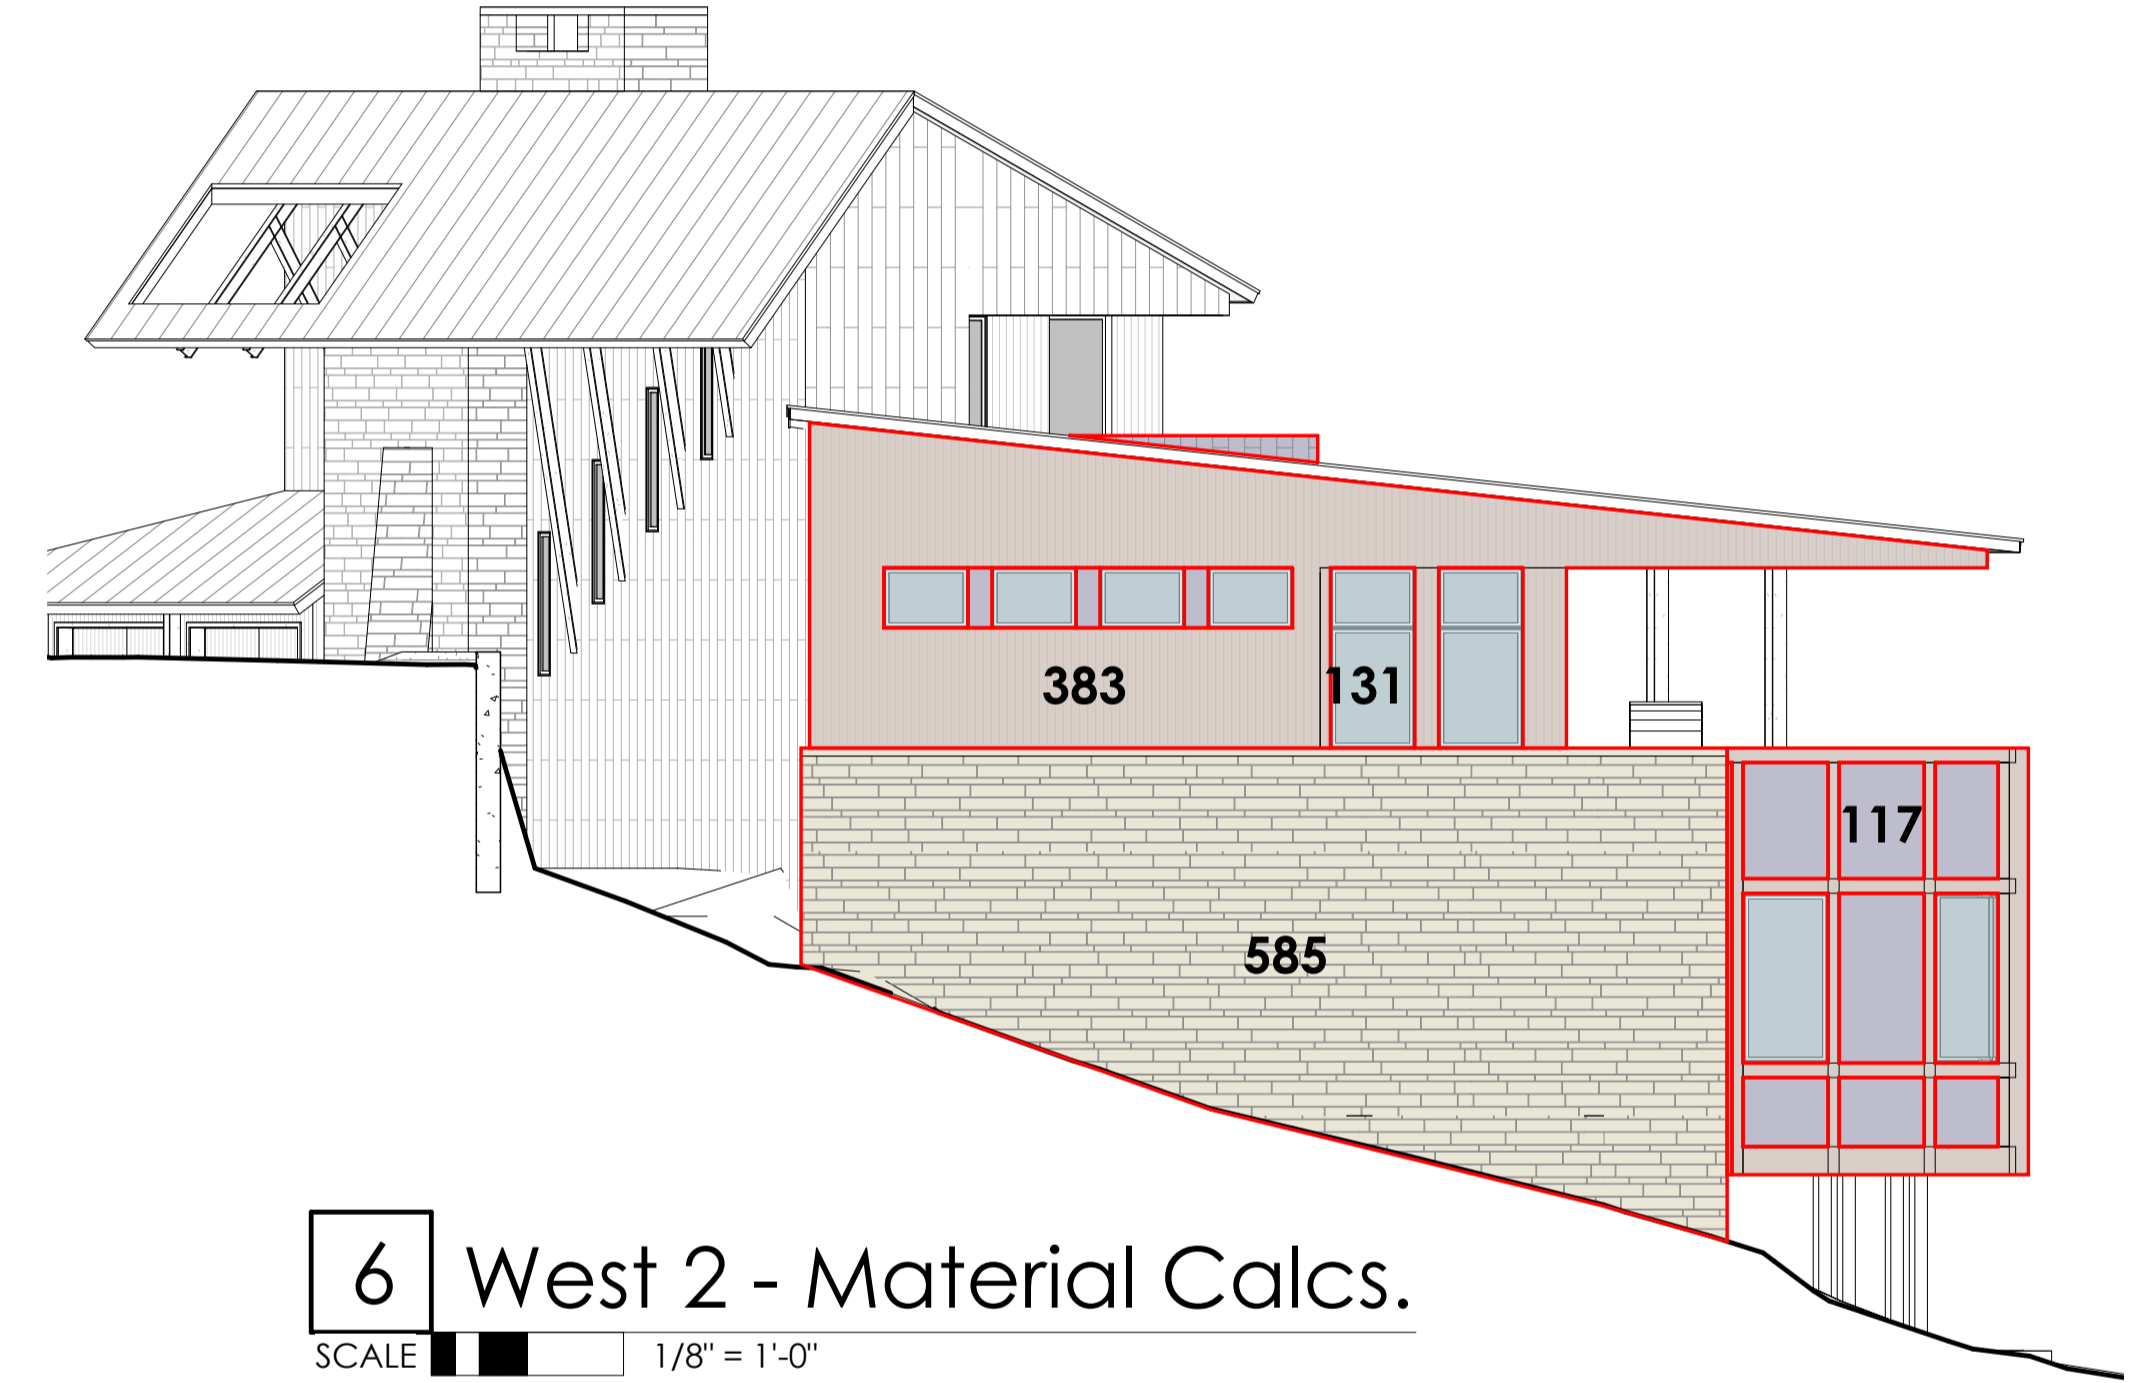 383
131
117
585
6
West 2 - Material Calcs.
SCALE
1/8" = 1'-0"